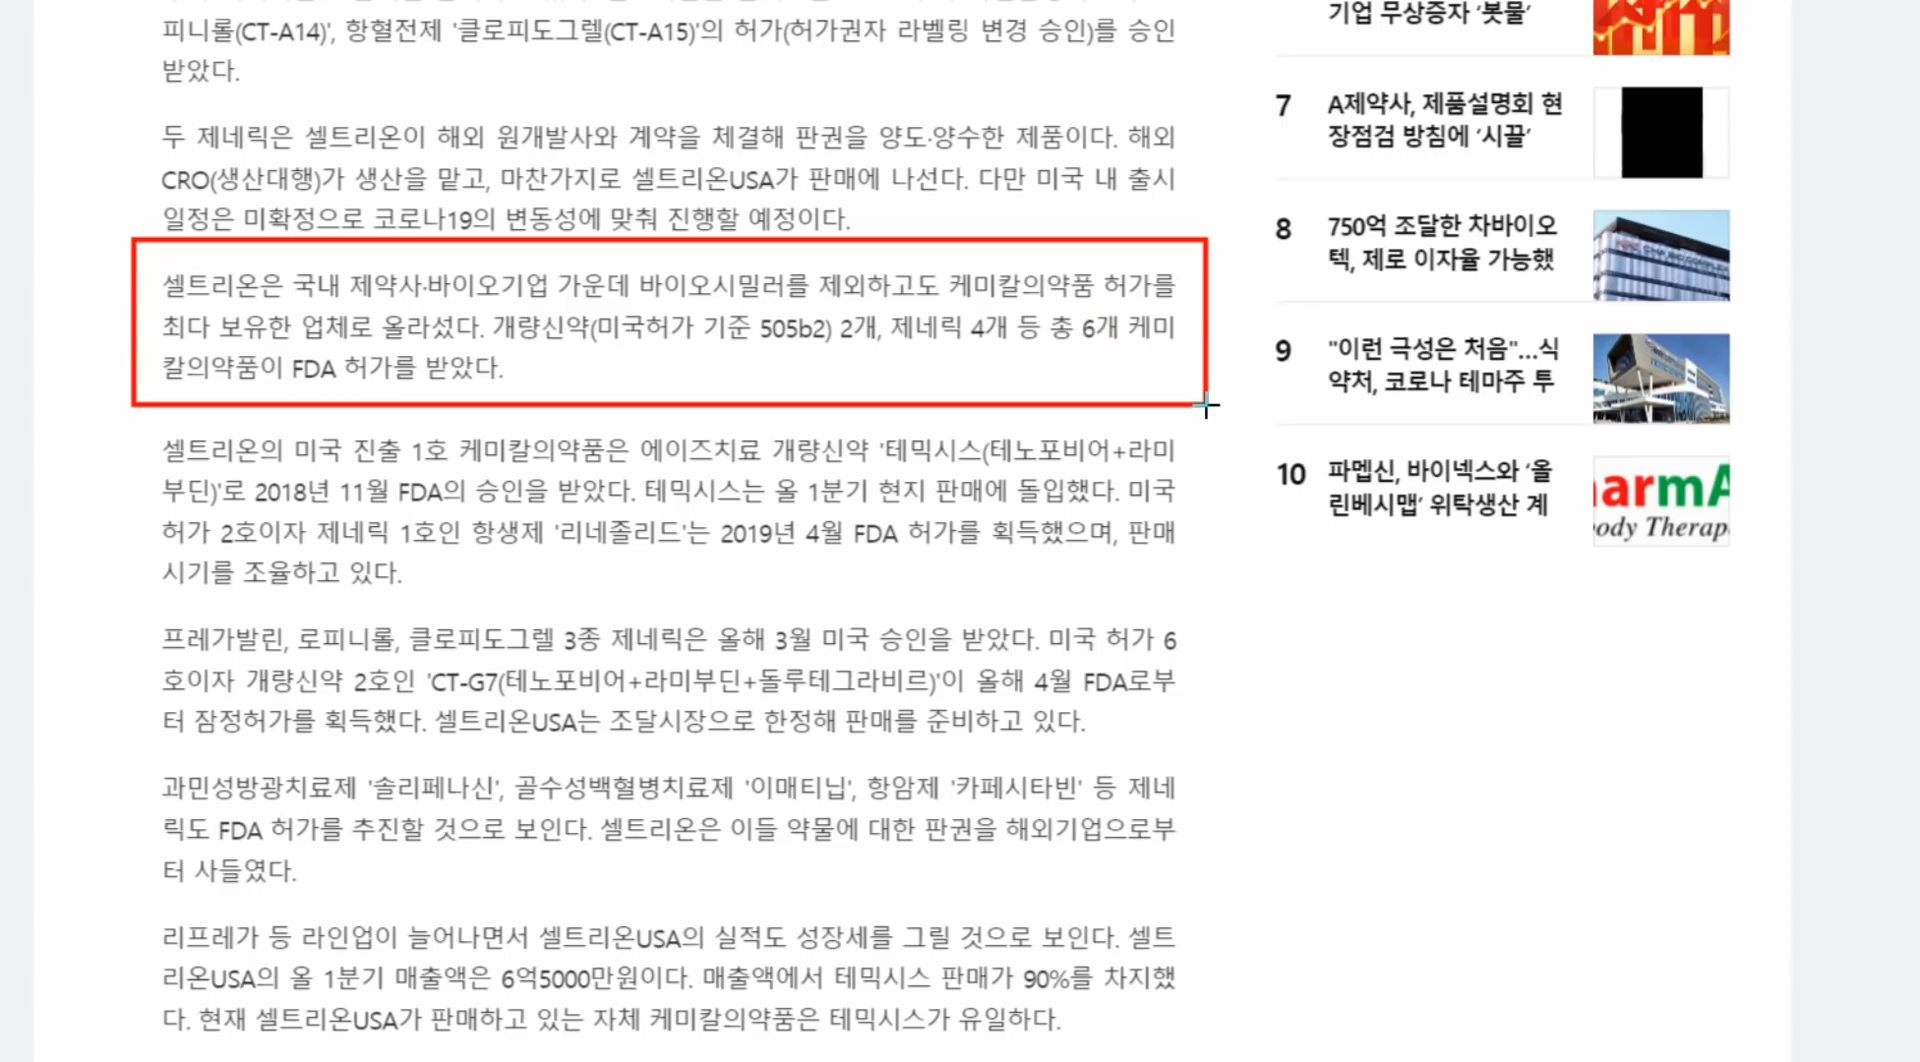 피니롤(CT-A14)', 항혈전제 '클로피도그렐(CT-A15)'의 허가(허가권자 라벨링 변경 승인)를 승인
받았다.
두 제네릭은 셀트리온이 해외 원개발사와 계약을 체결해 판권을 양도·양수한 제품이다. 해외
CRO(생산대행)가 생산을 맡고, 마찬가지로 셀트리온USA가 판매에 나선다. 다만 미국 내 출시
일정은 미확정으로 코로나19의 변동성에 맞춰 진행할 예정이다.
셀트리온은 국내 제약사·바이오기업 가운데 바이오시밀러를 제외하고도 케미칼의약품 허가를
최다 보유한 업체로 올라섰다. 개량신약(미국허가 기준 505b2) 2개, 제네릭 4개 등 총 6개 케미
칼의약품이 FDA 허가를 받았다.
셀트리온의 미국 진출 1호 케미칼의약품은 에이즈치료 개량신약 '테믹시스(테노포비어+라미
부딘)'로 2018년 11월 FDA의 승인을 받았다. 테믹시스는 올 1분기 현지 판매에 돌입했다. 미국
허가 2호이자 제네릭 1호인 항생제 '리네졸리드'는 2019년 4월 FDA 허가를 획득했으며, 판매
시기를 조율하고 있다.
프레가발린, 로피니롤, 클로피도그렐 3종 제네릭은 올해 3월 미국 승인을 받았다. 미국 허가 6
호이자 개량신약 2호인 'CT-G7(테노포비어+라미부딘+돌루테그라비르)'이 올해 4월 FDA로부
터 잠정허가를 획득했다. 셀트리온USA는 조달시장으로 한정해 판매를 준비하고 있다.
과민성방광치료제 '솔리페나신', 골수성백혈병치료제 '이매티닙', 항암제 '카페시타빈' 등 제네
릭도 FDA 허가를 추진할 것으로 보인다. 셀트리온은 이들 약물에 대한 판권을 해외기업으로부
터 사들였다.
리프레가 등 라인업이 늘어나면서 셀트리온USA의 실적도 성장세를 그릴 것으로 보인다. 셀트
리온USA의 올 1분기 매출액은 6억5000만원이다. 매출액에서 테믹시스 판매가 90%를 차지했
다. 현재 셀트리온USA가 판매하고 있는 자체 케미칼의약품은 테믹시스가 유일하다.
기업 무상증자 ‘봇물’
7 A제약사, 제품설명회 현
장점검 방침에 ‘시끌’
8 750억 조달한 차바이오
텍, 제로 이자율 가능했
9 "이런 극성은 처음"...식
약처, 코로나 테마주 투
10 파멥신, 바이넥스와 ‘올
린베시맵’ 위탁생산 계
armA
ody Therap